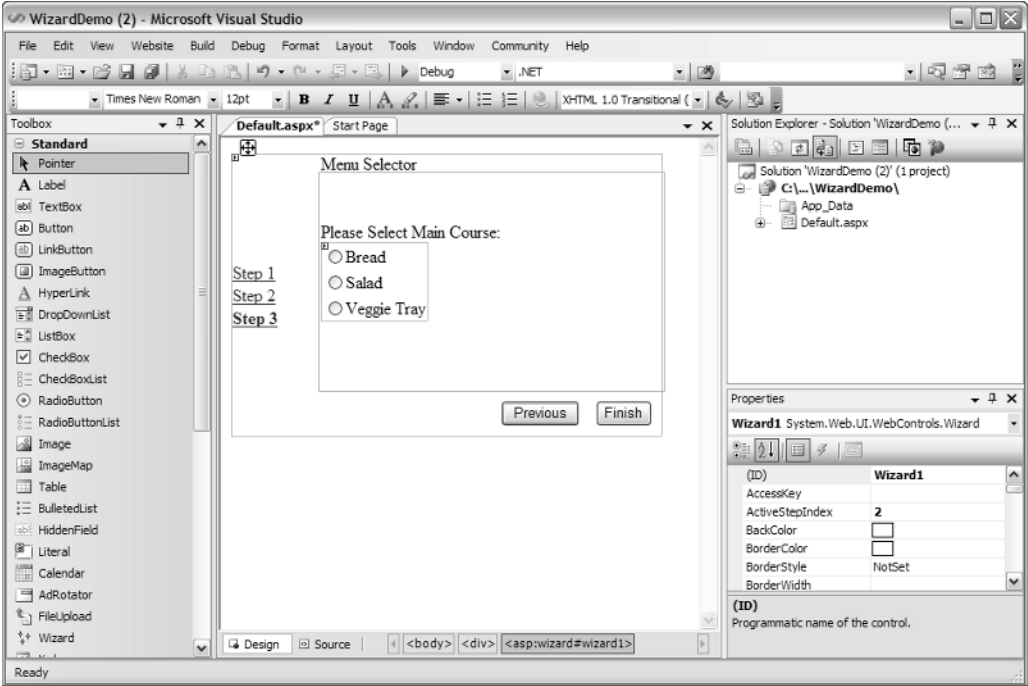 WizardDemo (2) - Microsoft Visual Studio
File Edit View Website Build Debug Format Layout Tools Window Community Help
Debug .NET
Times New Roman 12pt B I U A XHTML 1.0 Transitional (
Toolbox
Standard
Pointer
A Label
abl TextBox
ab Button
ab LinkButton
ImageButton
A HyperLink
DropDownList
ListBox
CheckBox
CheckBoxList
RadioButton
RadioButtonList
Image
ImageMap
Table
BulletedList
abl HiddenField
Literal
Calendar
AdRotator
FileUpload
Wizard
Default.aspx* Start Page
Menu Selector
Please Select Main Course:
Bread
Salad
Veggie Tray
Step 1
Step 2
Step 3
Previous Finish
Design Source <body> <div> <asp:wizard#wizard1>
Solution Explorer - Solution 'WizardDemo (...
Solution 'WizardDemo (2)' (1 project)
C:\...\WizardDemo\
App_Data
Default.aspx
Properties
Wizard1 System.Web.UI.WebControls.Wizard
(ID) Wizard1
AccessKey
ActiveStepIndex 2
BackColor
BorderColor
BorderStyle NotSet
BorderWidth
(ID)
Programmatic name of the control.
Ready